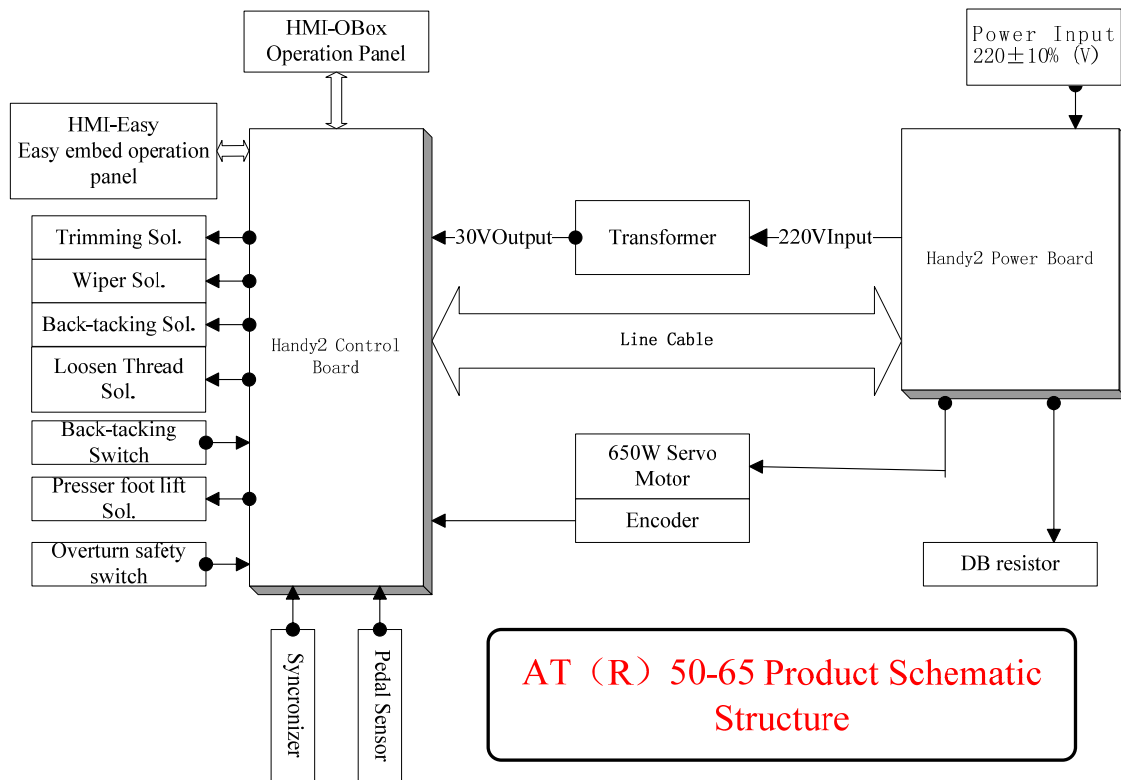 HMI-OBox
Operation Panel
Power Input
220±10% (V)
HMI-Easy
Easy embed operation
panel
Trimming Sol.
Wiper Sol.
Back-tacking Sol.
Loosen Thread
Sol.
Back-tacking
Switch
Presser foot lift
Sol.
Overturn safety
switch
Handy2 Control
Board
30VOutput
Transformer
220VInput
Handy2 Power Board
Line Cable
650W Servo
Motor
Encoder
DB resistor
Syncronizer
Pedal Sensor
AT（R）50-65 Product Schematic
Structure